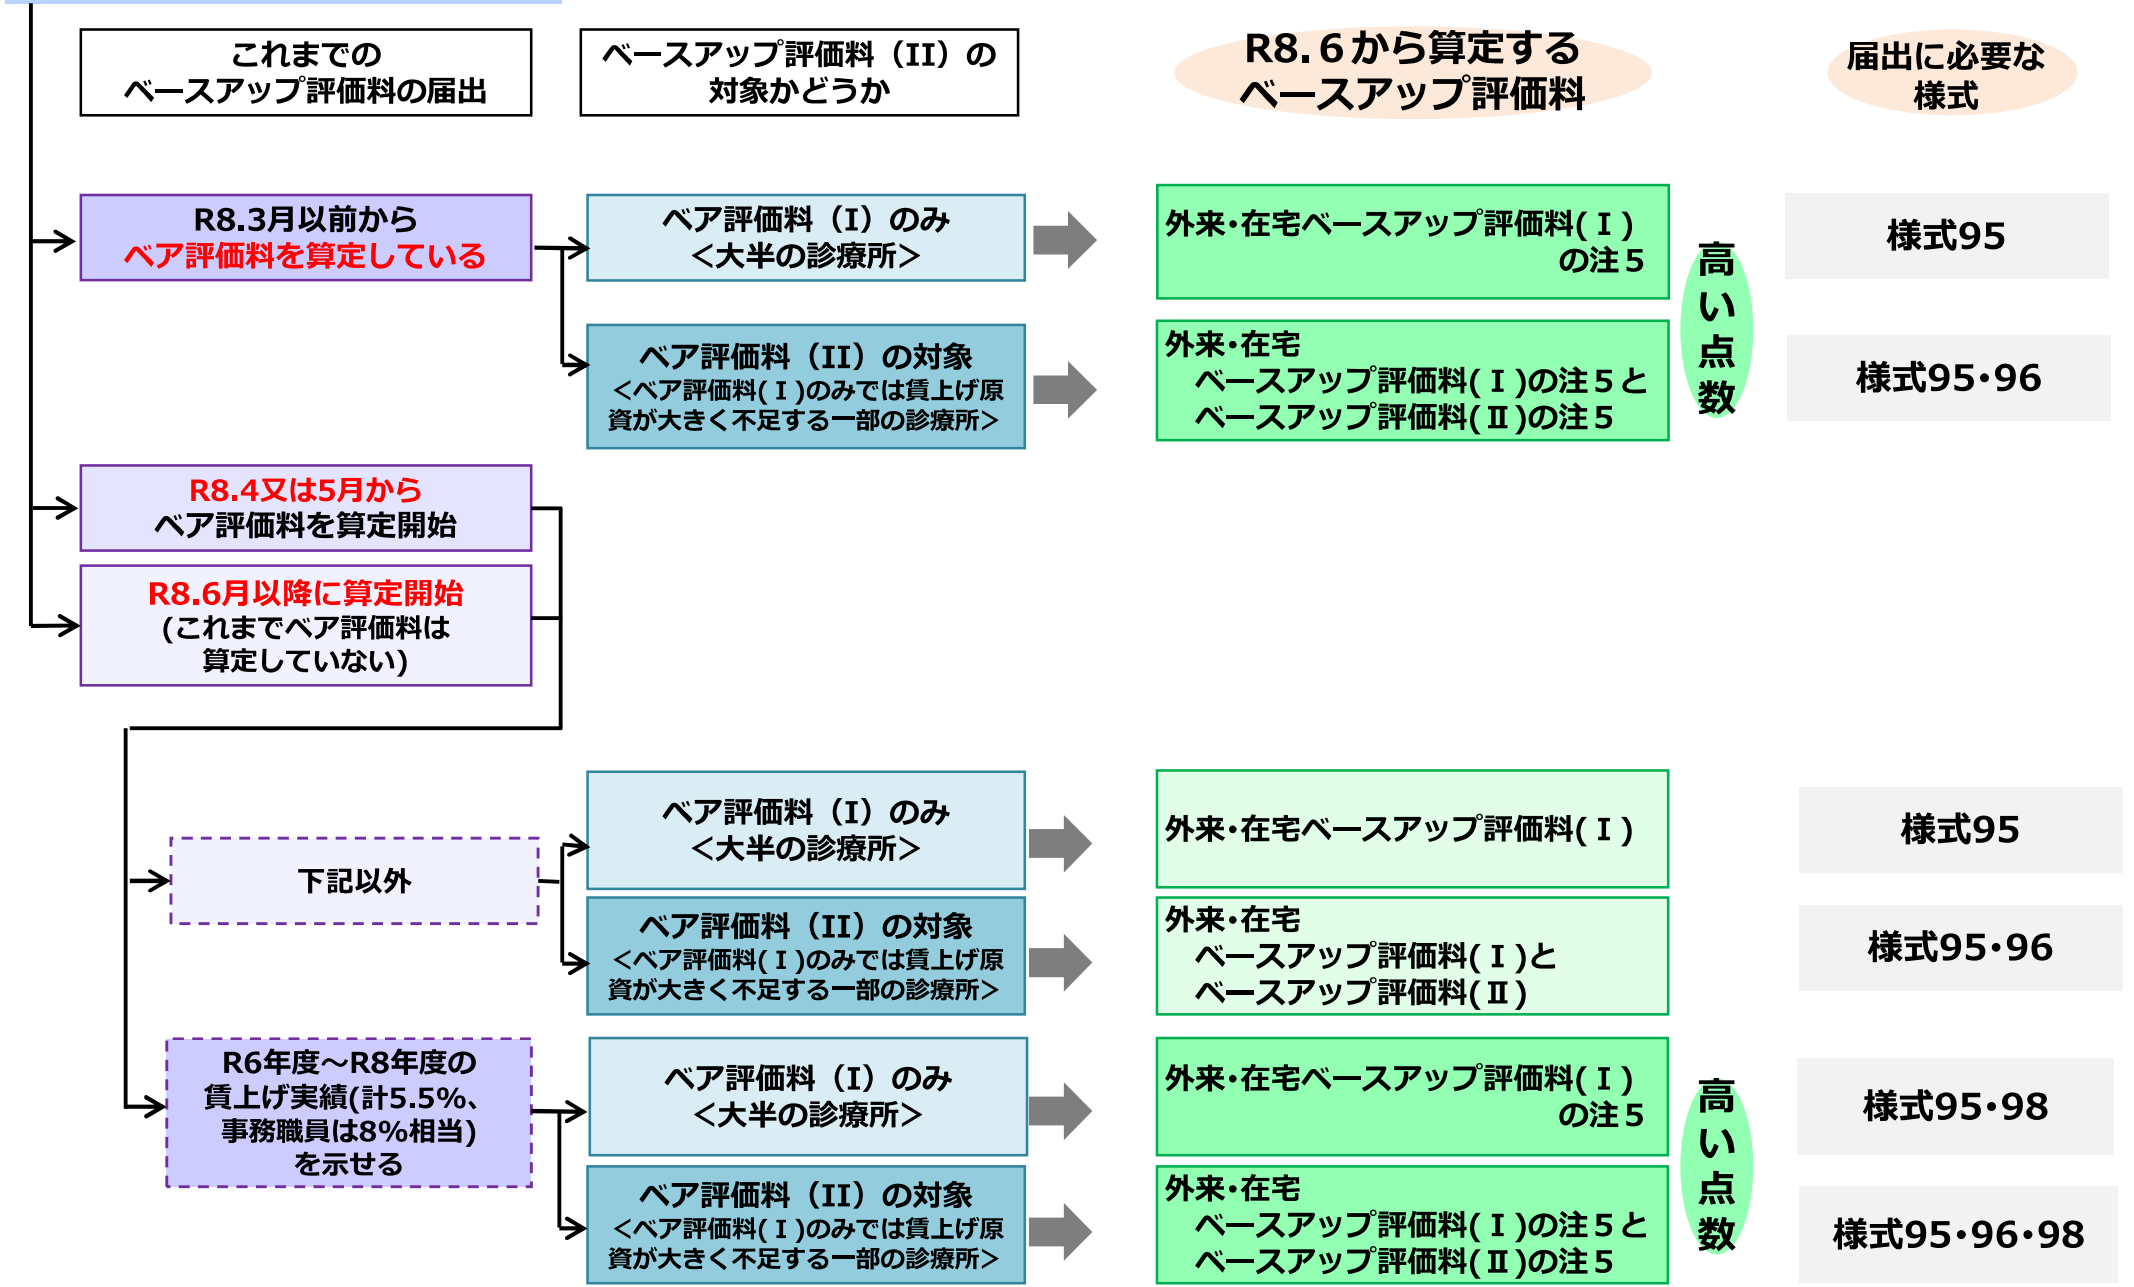 これまでの
ベースアップ評価料の届出
ベースアップ評価料（II）の
対象かどうか
R8.６から算定する
ベースアップ評価料
届出に必要な
様式
R8.3月以前から
ベア評価料を算定している
ベア評価料（I）のみ
＜大半の診療所＞
外来・在宅ベースアップ評価料(Ⅰ)
の注５
様式95
ベア評価料（II）の対象
＜ベア評価料(Ⅰ)のみでは賃上げ原
資が大きく不足する一部の診療所＞
外来・在宅
ベースアップ評価料(Ⅰ)の注５と
ベースアップ評価料(Ⅱ)の注５
高い点数
様式95・96
R8.4又は5月から
ベア評価料を算定開始
R8.6月以降に算定開始
(これまでベア評価料は
算定していない)
下記以外
ベア評価料（I）のみ
＜大半の診療所＞
外来・在宅ベースアップ評価料(Ⅰ)
様式95
ベア評価料（II）の対象
＜ベア評価料(Ⅰ)のみでは賃上げ原
資が大きく不足する一部の診療所＞
外来・在宅
ベースアップ評価料(Ⅰ)と
ベースアップ評価料(Ⅱ)
様式95・96
R6年度～R8年度の
賃上げ実績(計5.5%、
事務職員は8%相当)
を示せる
ベア評価料（I）のみ
＜大半の診療所＞
外来・在宅ベースアップ評価料(Ⅰ)
の注５
様式95・98
ベア評価料（II）の対象
＜ベア評価料(Ⅰ)のみでは賃上げ原
資が大きく不足する一部の診療所＞
外来・在宅
ベースアップ評価料(Ⅰ)の注５と
ベースアップ評価料(Ⅱ)の注５
高い点数
様式95・96・98